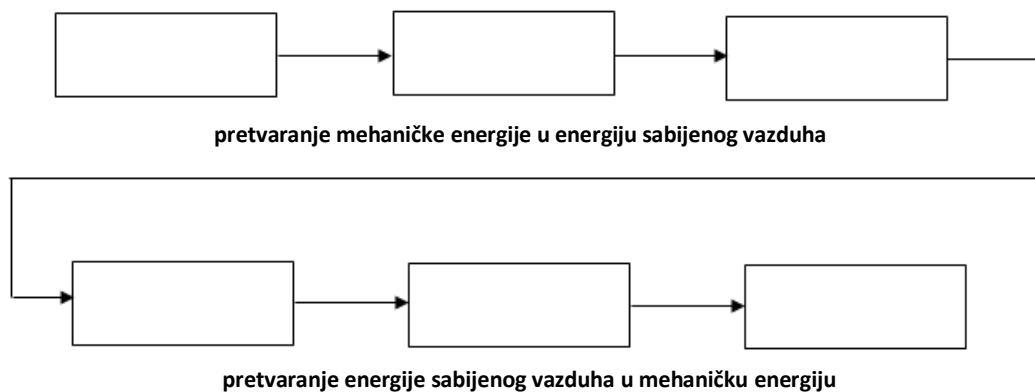 pretvaranje mehaničke energije u energiju sabijenog vazduha
pretvaranje energije sabijenog vazduha u mehaničku energiju